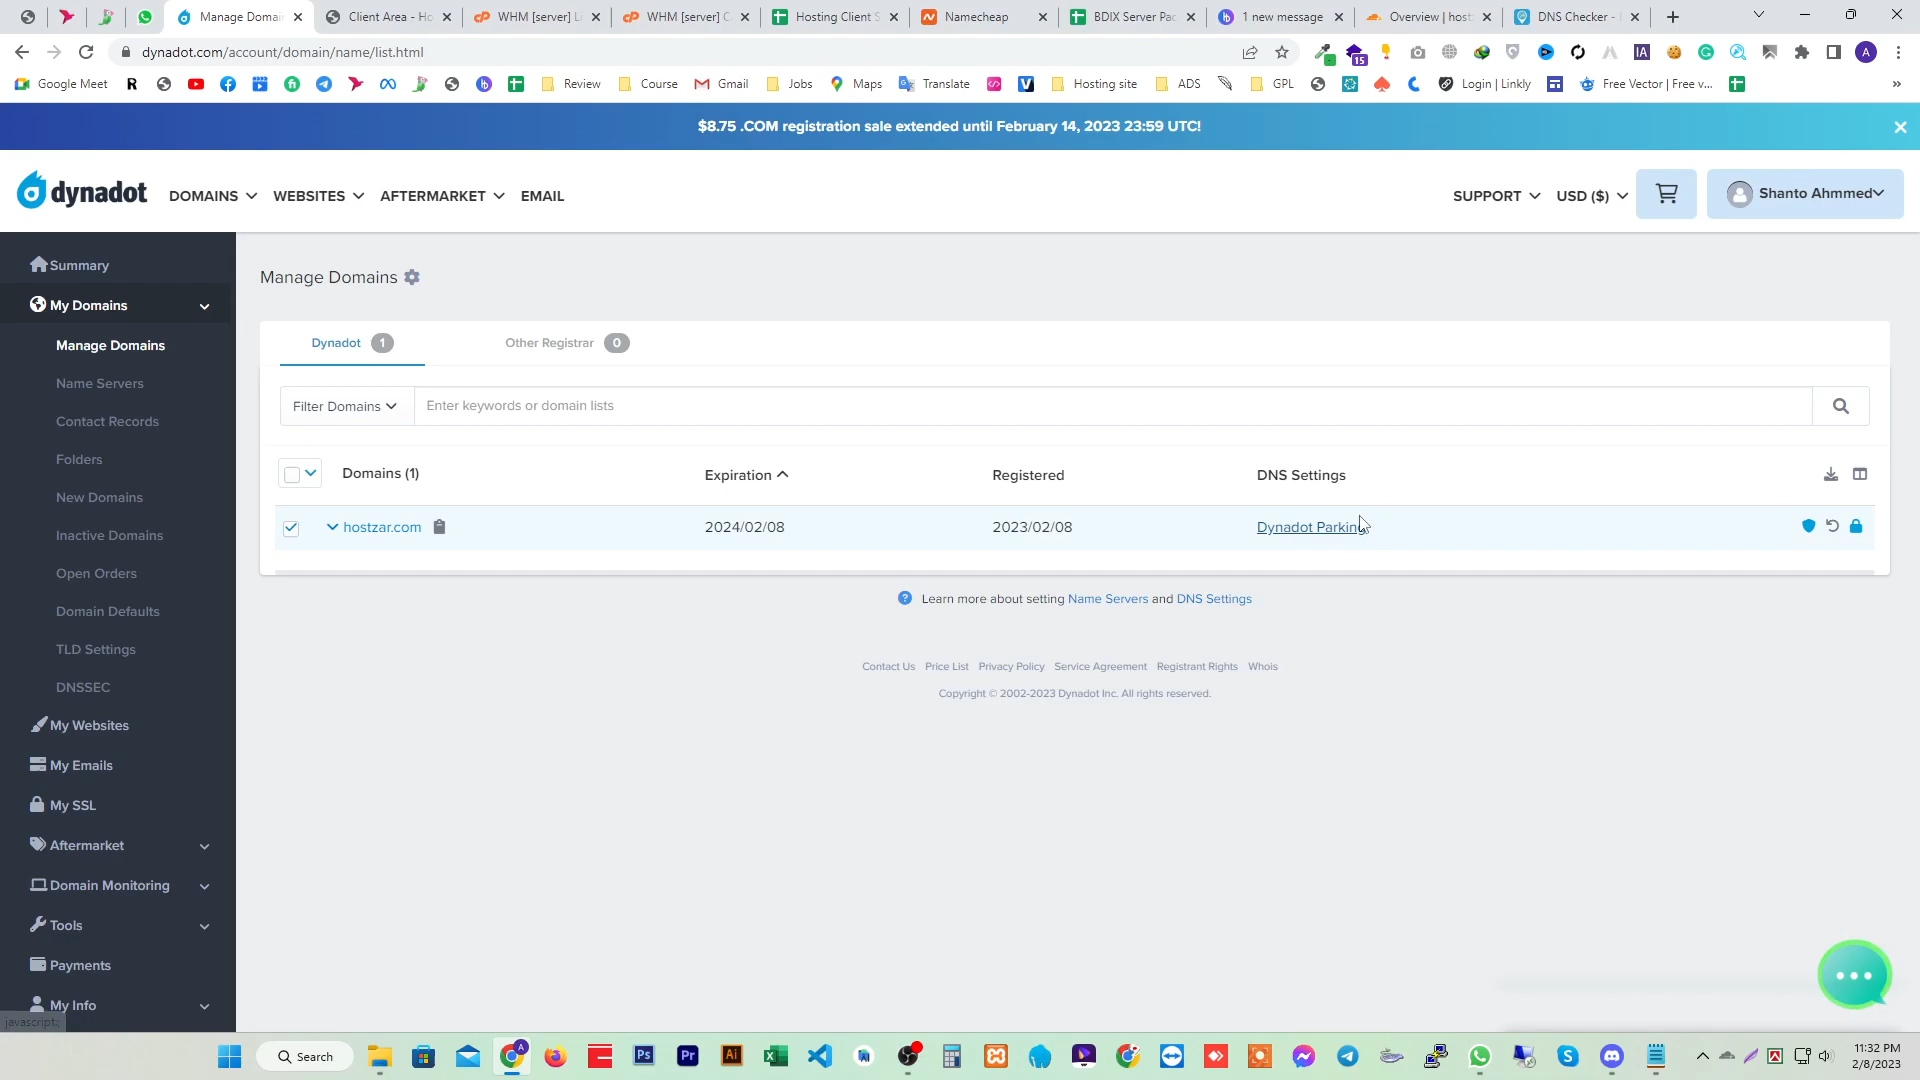 Manage Domai
Client Area - Ho
WHM [server] Li
WHM [server] C
Hosting Client S
Namecheap
BDIX Server Pac
1 new message
Overview | host
DNS Checker -
dynadot.com/account/domain/name/list.html
15
A
Google Meet
Review
Course
Gmail
Jobs
Maps
Translate
Hosting site
ADS
GPL
Login | Linkly
Free Vector | Free v...
$8.75 .COM registration sale extended until February 14, 2023 23:59 UTC!
dynadot
DOMAINS
WEBSITES
AFTERMARKET
EMAIL
SUPPORT
USD ($)
Shanto Ahmmed
Summary
My Domains
Manage Domains
Name Servers
Contact Records
Folders
New Domains
Inactive Domains
Open Orders
Domain Defaults
TLD Settings
DNSSEC
My Websites
My Emails
My SSL
Aftermarket
Domain Monitoring
Tools
Payments
My Info
javascript:;
Manage Domains
Dynadot 1
Other Registrar 0
Filter Domains
Enter keywords or domain lists
Domains (1)
Expiration
Registered
DNS Settings
hostzar.com
2024/02/08
2023/02/08
Dynadot Parking
Learn more about setting Name Servers and DNS Settings
Contact Us Price List Privacy Policy Service Agreement Registrant Rights Whois
Copyright © 2002-2023 Dynadot Inc. All rights reserved.
Search
11:32 PM
2/8/2023